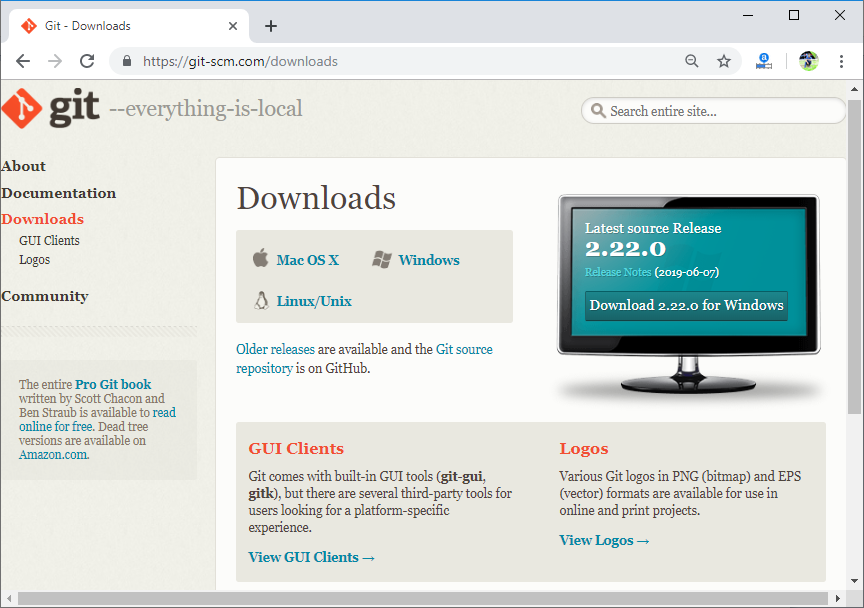 Git - Downloads
https://git-scm.com/downloads
git --everything-is-local
Search entire site...
About
Documentation
Downloads
GUI Clients
Logos
Community
The entire Pro Git book
written by Scott Chacon and
Ben Straub is available to read
online for free. Dead tree
versions are available on
Amazon.com.
Downloads
Mac OS X
Windows
Linux/Unix
Older releases are available and the Git source
repository is on GitHub.
Latest source Release
2.22.0
Release Notes (2019-06-07)
Download 2.22.0 for Windows
GUI Clients
Git comes with built-in GUI tools (git-gui,
gitk), but there are several third-party tools for
users looking for a platform-specific
experience.
View GUI Clients →
Logos
Various Git logos in PNG (bitmap) and EPS
(vector) formats are available for use in
online and print projects.
View Logos →